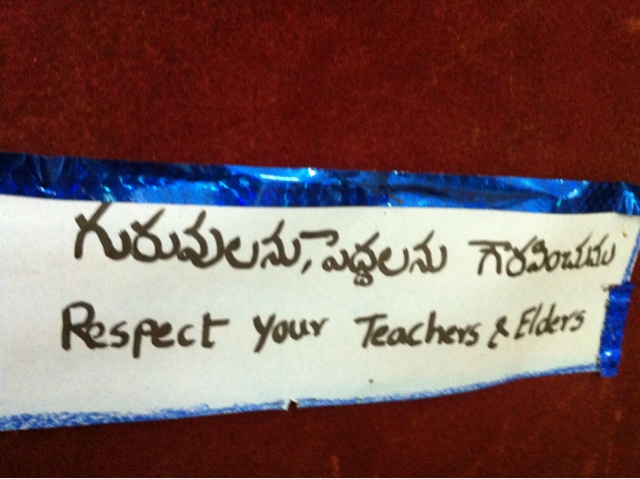 గురువులను, పెద్దలను గౌరవించుము
Respect your Teachers & Elders